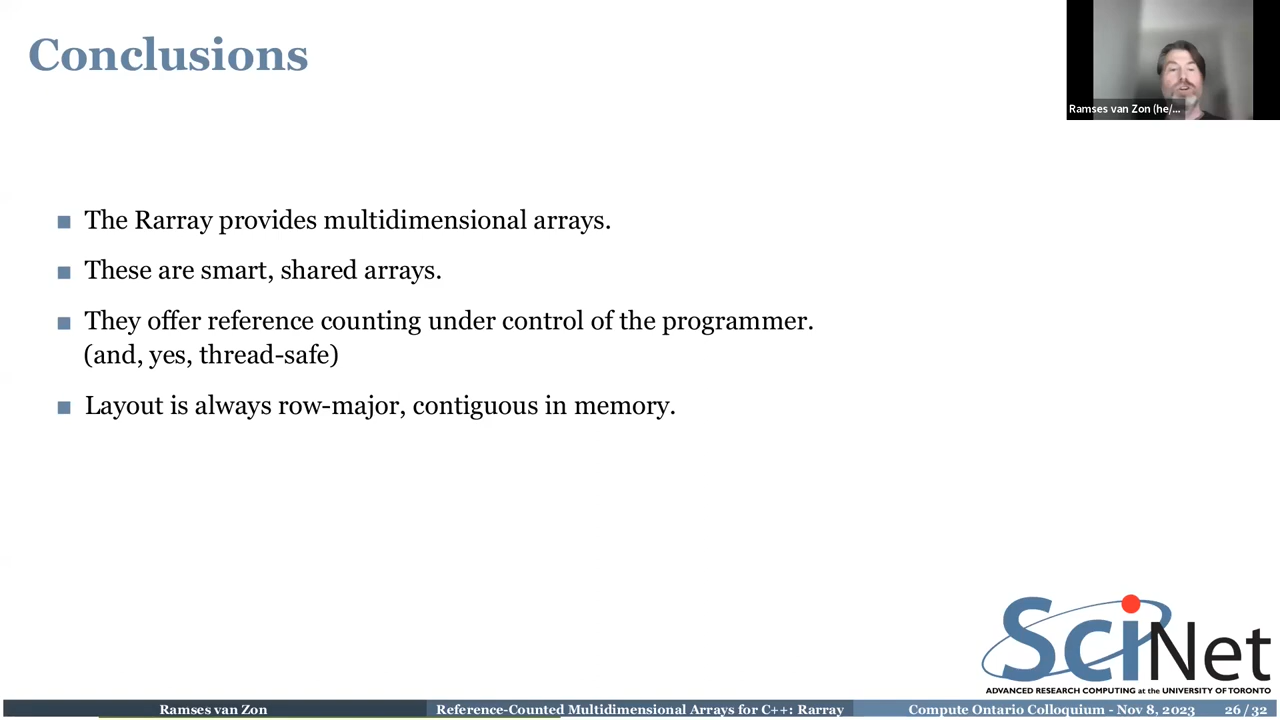 Conclusions
Ramses van Zon (he/...
The Rarray provides multidimensional arrays.
These are smart, shared arrays.
They offer reference counting under control of the programmer.
(and, yes, thread-safe)
Layout is always row-major, contiguous in memory.
SciNet
ADVANCED RESEARCH COMPUTING at the UNIVERSITY OF TORONTO
Ramses van Zon
Reference-Counted Multidimensional Arrays for C++: Rarray
Compute Ontario Colloquium - Nov 8, 2023
26 / 32